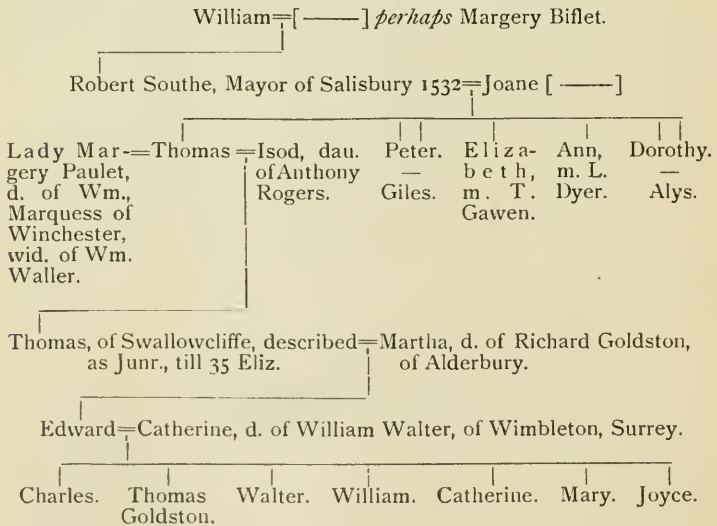 William=[——] perhaps Margery Biflet.
Robert Southe, Mayor of Salisbury 1532=Joane [——]
Lady Mar-=Thomas=Isod, dau. Peter. Eliza- Ann, Dorothy.
gery Paulet, of Anthony — beth, m. L. —
d. of Wm., Rogers. Giles. m. T. Dyer. Alys.
Marquess of Gawen.
Winchester,
wid. of Wm.
Waller.
Thomas, of Swallowcliffe, described=Martha, d. of Richard Goldston,
as Junr., till 35 Eliz. of Alderbury.
Edward=Catherine, d. of William Walter, of Wimbleton, Surrey.
Charles. Thomas Walter. William. Catherine. Mary. Joyce.
Goldston.